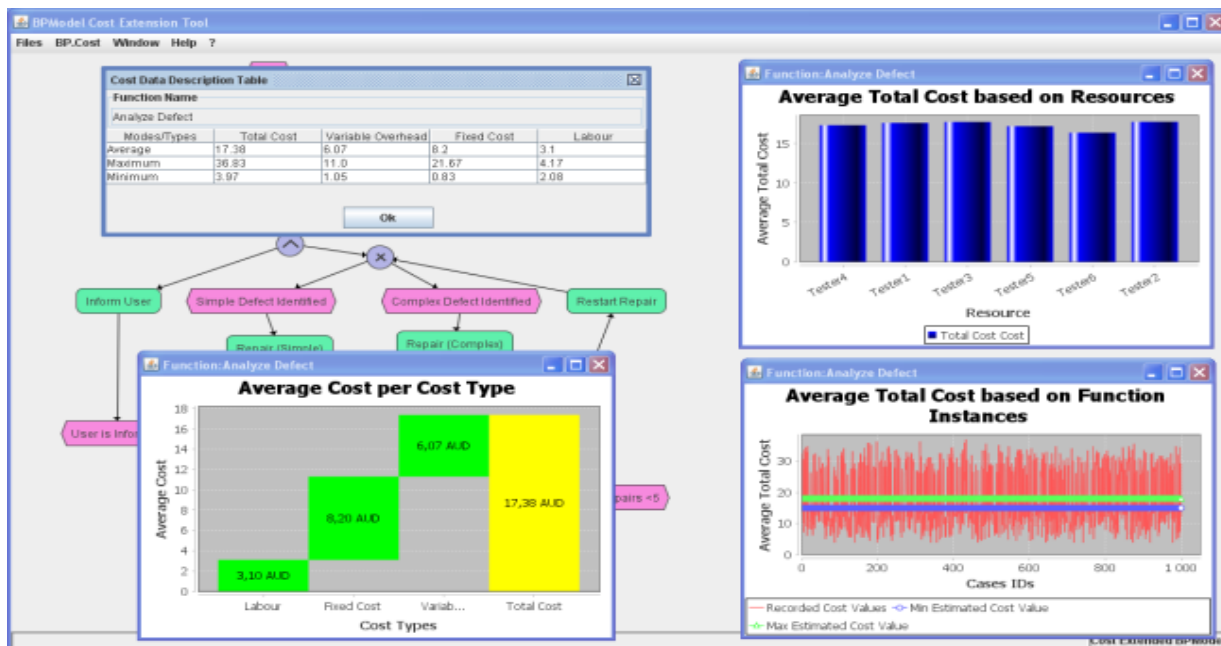 BPModel Cost Extension Tool
Files BP.Cost Window Help ?
Cost Data Description Table
Function Name
Analyze Defect
Modes/Types Total Cost Variable Overhead Fixed Cost Labour
Average 17.38 6.07 8.2 3.1
Maximum 36.83 11.0 21.67 4.17
Minimum 3.97 1.05 0.83 2.08
Ok
Inform User
Simple Defect Identified
Complex Defect Identified
Restart Repair
Repair (Simple)
Repair (Complex)
User is Infor
pairs <5
Function:Analyze Defect
Average Cost per Cost Type
Average Cost
18
16
14
12
10
8
6
4
2
0
3,10 AUD
8,20 AUD
6,07 AUD
17,38 AUD
Labour Fixed Cost Variab... Total Cost
Cost Types
Function:Analyze Defect
Average Total Cost based on Resources
Average Total Cost
15
10
5
0
Tester4 Tester1 Tester3 Tester5 Tester6 Tester2
Resource
Total Cost Cost
Function:Analyze Defect
Average Total Cost based on Function
Instances
Average Total Cost
30
20
10
0
0 200 400 600 800 1 000
Cases IDs
Recorded Cost Values Min Estimated Cost Value
Max Estimated Cost Value
Cost Extended BPModel